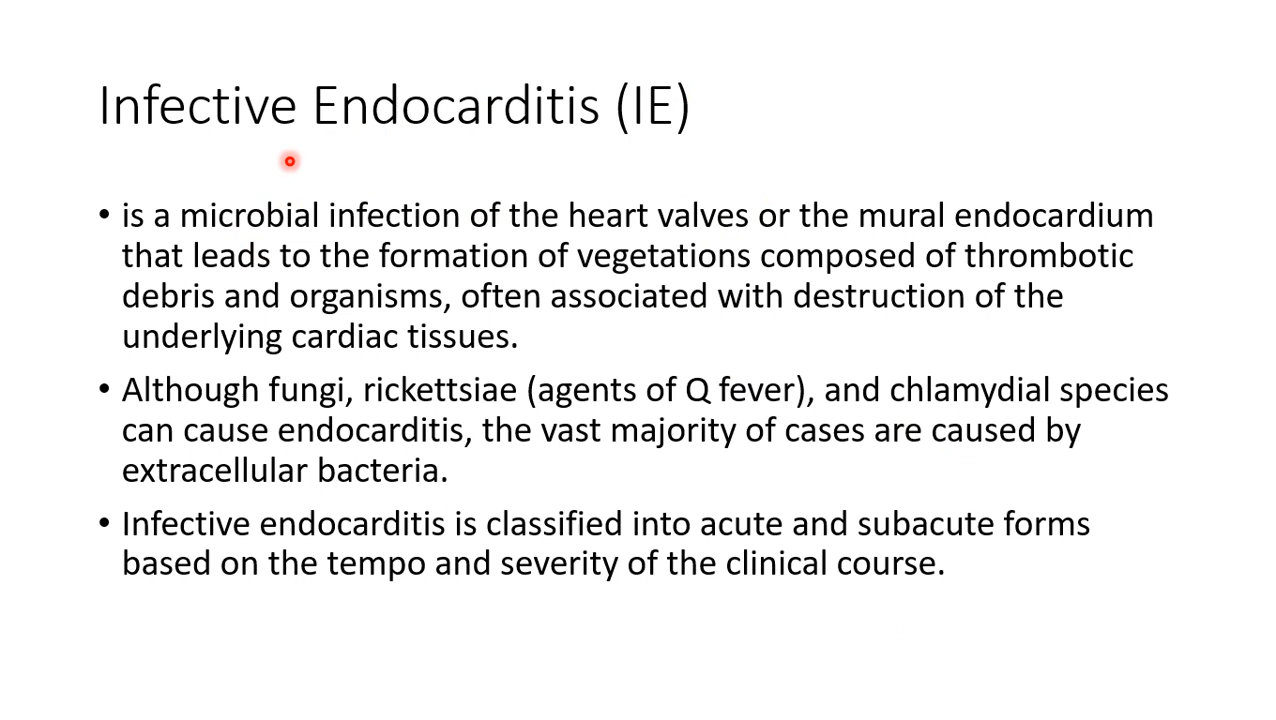 Infective Endocarditis (IE)
• is a microbial infection of the heart valves or the mural endocardium
that leads to the formation of vegetations composed of thrombotic
debris and organisms, often associated with destruction of the
underlying cardiac tissues.
• Although fungi, rickettsiae (agents of Q fever), and chlamydial species
can cause endocarditis, the vast majority of cases are caused by
extracellular bacteria.
• Infective endocarditis is classified into acute and subacute forms
based on the tempo and severity of the clinical course.